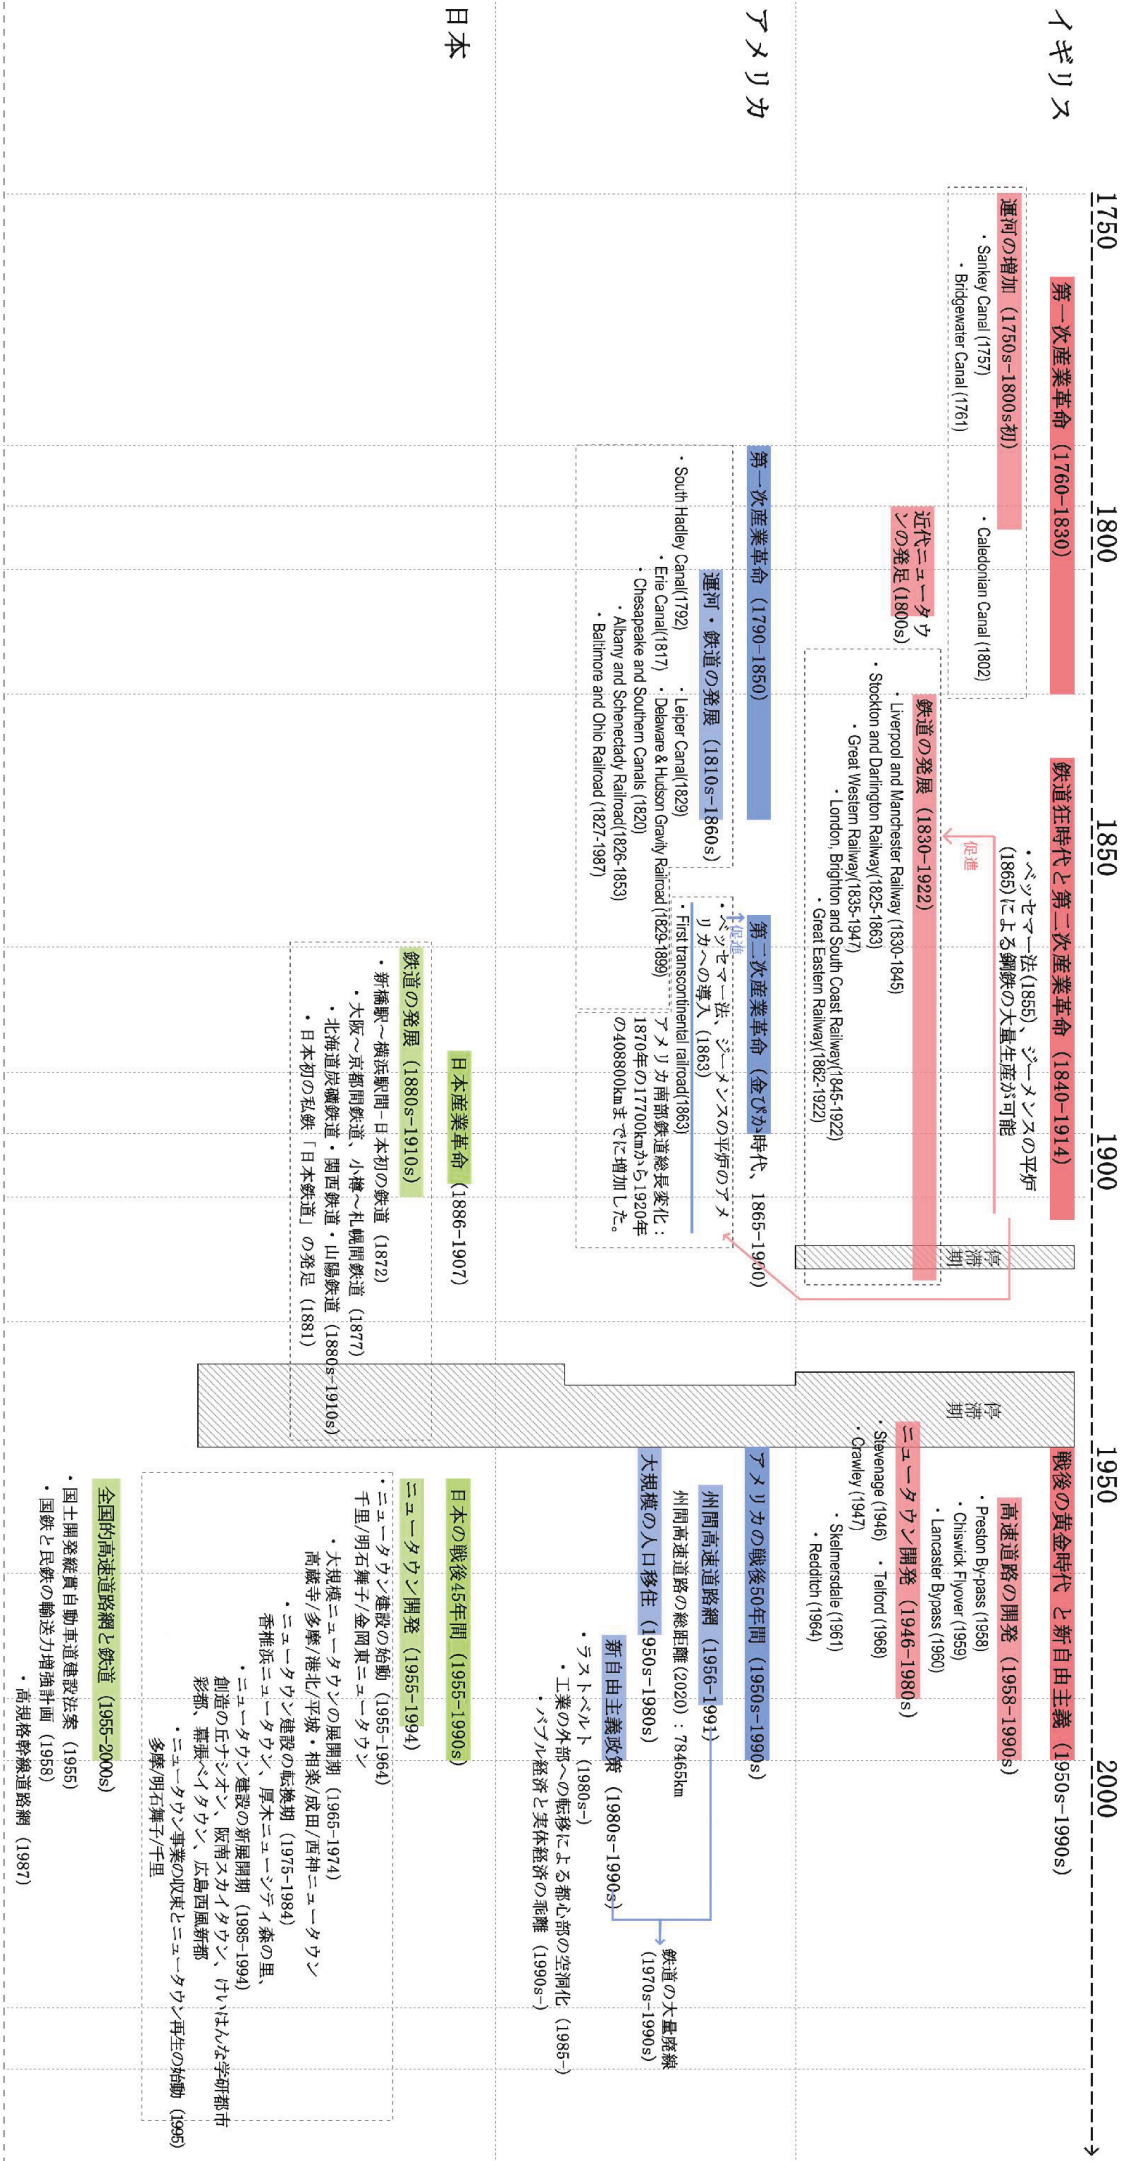 1750
1800
1850
1900
1950
2000
イギリス
第一次産業革命（1760-1830）
鉄道狂時代と第二次産業革命（1840-1914）
戦後の黄金時代 と新自由主義（1950s-1990s）
・ベッセマー法(1855)、ジーメンスの平炉
(1865)による鋼鉄の大量生産が可能
促進
運河の増加（1750s-1800s初）
・Sankey Canal (1757)
・Bridgewater Canal (1761)
・Caledonian Canal (1802)
近代ニュータウ
ンの発足(1800s)
鉄道の発展（1830-1922）
・Liverpool and Manchester Railway (1830-1845)
・Stockton and Darlington Railway(1825-1863)
・Great Western Railway(1835-1947)
・London, Brighton and South Coast Railway(1845-1922)
・Great Eastern Railway(1862-1922)
停滞期
停滞期
高速道路の開発（1958-1990s）
・Preston By-pass (1958)
・Chiswick Flyover (1959)
・Lancaster Bypass (1960)
ニュータウン開発（1946-1980s）
・Stevenage (1946) ・Telford (1968)
・Crawley (1947)
・Skelmersdale (1961)
・Redditch (1964)
アメリカ
第一次産業革命（1790-1850）
第二次産業革命（金ぴか時代、1865-1900）
アメリカの戦後50年間（1950s-1990s）
運河・鉄道の発展（1810s-1860s）
・South Hadley Canal(1792) ・Leiper Canal(1829)
・Erie Canal(1817) ・Delaware & Hudson Gravity Railroad (1829-1899)
・Chesapeake and Southern Canals (1820)
・Albany and Schenectady Railroad(1826-1853)
・Baltimore and Ohio Railroad (1827-1987)
促進
・ベッセマー法、ジーメンスの平炉のアメ
リカへの導入（1863）
・First transcontinental railroad(1863)
アメリカ南部鉄道総長変化：
1870年の17700kmから1920年
の408800kmまでに増加した。
州間高速道路網（1956-1991）
州間高速道路の総距離(2020)：78465km
大規模の人口移住（1950s-1980s）
新自由主義政策（1980s-1990s）
・ラストベルト（1980s-）
・工業の外部への転移による都心部の空洞化（1985-）
・バブル経済と実体経済の乖離（1990s-）
鉄道の大量廃線
(1970s-1990s)
日本
日本産業革命（1886-1907）
鉄道の発展（1880s-1910s）
・新橋駅～横浜駅間-日本初の鉄道（1872）
・大阪～京都間鉄道、小樽～札幌間鉄道（1877）
・北海道炭礦鉄道・関西鉄道・山陽鉄道（1880s-1910s）
・日本初の私鉄「日本鉄道」の発足（1881）
日本の戦後45年間（1955-1990s）
ニュータウン開発（1955-1994）
・ニュータウン建設の始動（1955-1964）
千里/明石舞子/金岡東ニュータウン
・大規模ニュータウンの展開期（1965-1974）
高蔵寺/多摩/港北/平城・相楽/成田/西神ニュータウン
・ニュータウン建設の転換期（1975-1984）
香椎浜ニュータウン、厚木ニューシティ森の里、
・ニュータウン建設の新展開期（1985-1994）
創造の丘ナシオン、阪南スカイタウン、けいはんな学研都市
彩都、幕張ベイタウン、広島西風新都
・ニュータウン事業の収束とニュータウン再生の始動（1995）
多摩/明石舞子/千里
全国的高速道路網と鉄道（1955-2000s）
・国土開発縦貫自動車道建設法案（1955）
・国鉄と民鉄の輸送力増強計画（1958）
・高規格幹線道路網（1987）